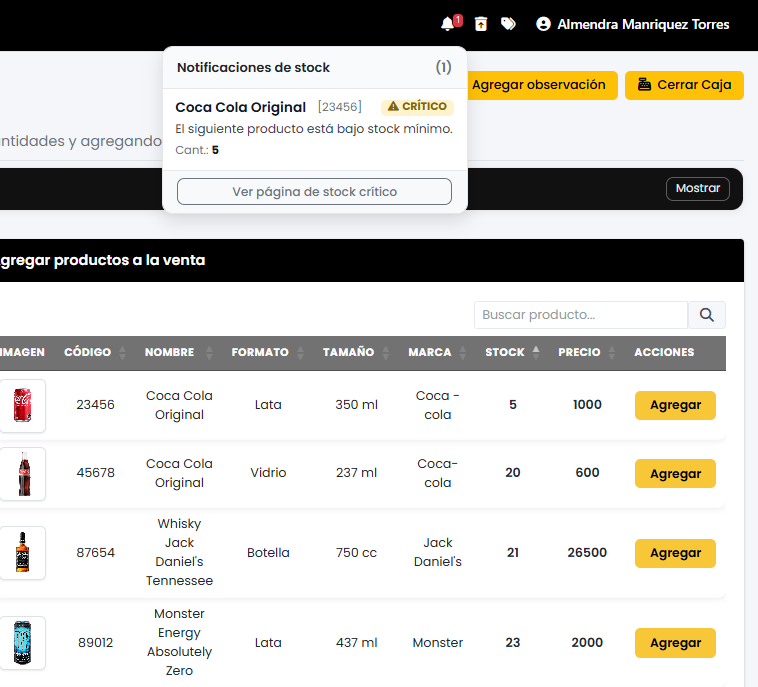 1
Almendra Manriquez Torres
Notificaciones de stock (1)
Agregar observación
Cerrar Caja
Coca Cola Original [23456] CRÍTICO
El siguiente producto está bajo stock mínimo.
Cant.: 5
ntidades y agregando
Ver página de stock crítico
Mostrar
gregar productos a la venta
Buscar producto...
IMAGEN CÓDIGO NOMBRE FORMATO TAMAÑO MARCA STOCK PRECIO ACCIONES
23456 Coca Cola Original Lata 350 ml Coca - cola 5 1000 Agregar
45678 Coca Cola Original Vidrio 237 ml Coca- cola 20 600 Agregar
87654 Whisky Jack Daniel's Tennessee Botella 750 cc Jack Daniel's 21 26500 Agregar
89012 Monster Energy Absolutely Zero Lata 437 ml Monster 23 2000 Agregar